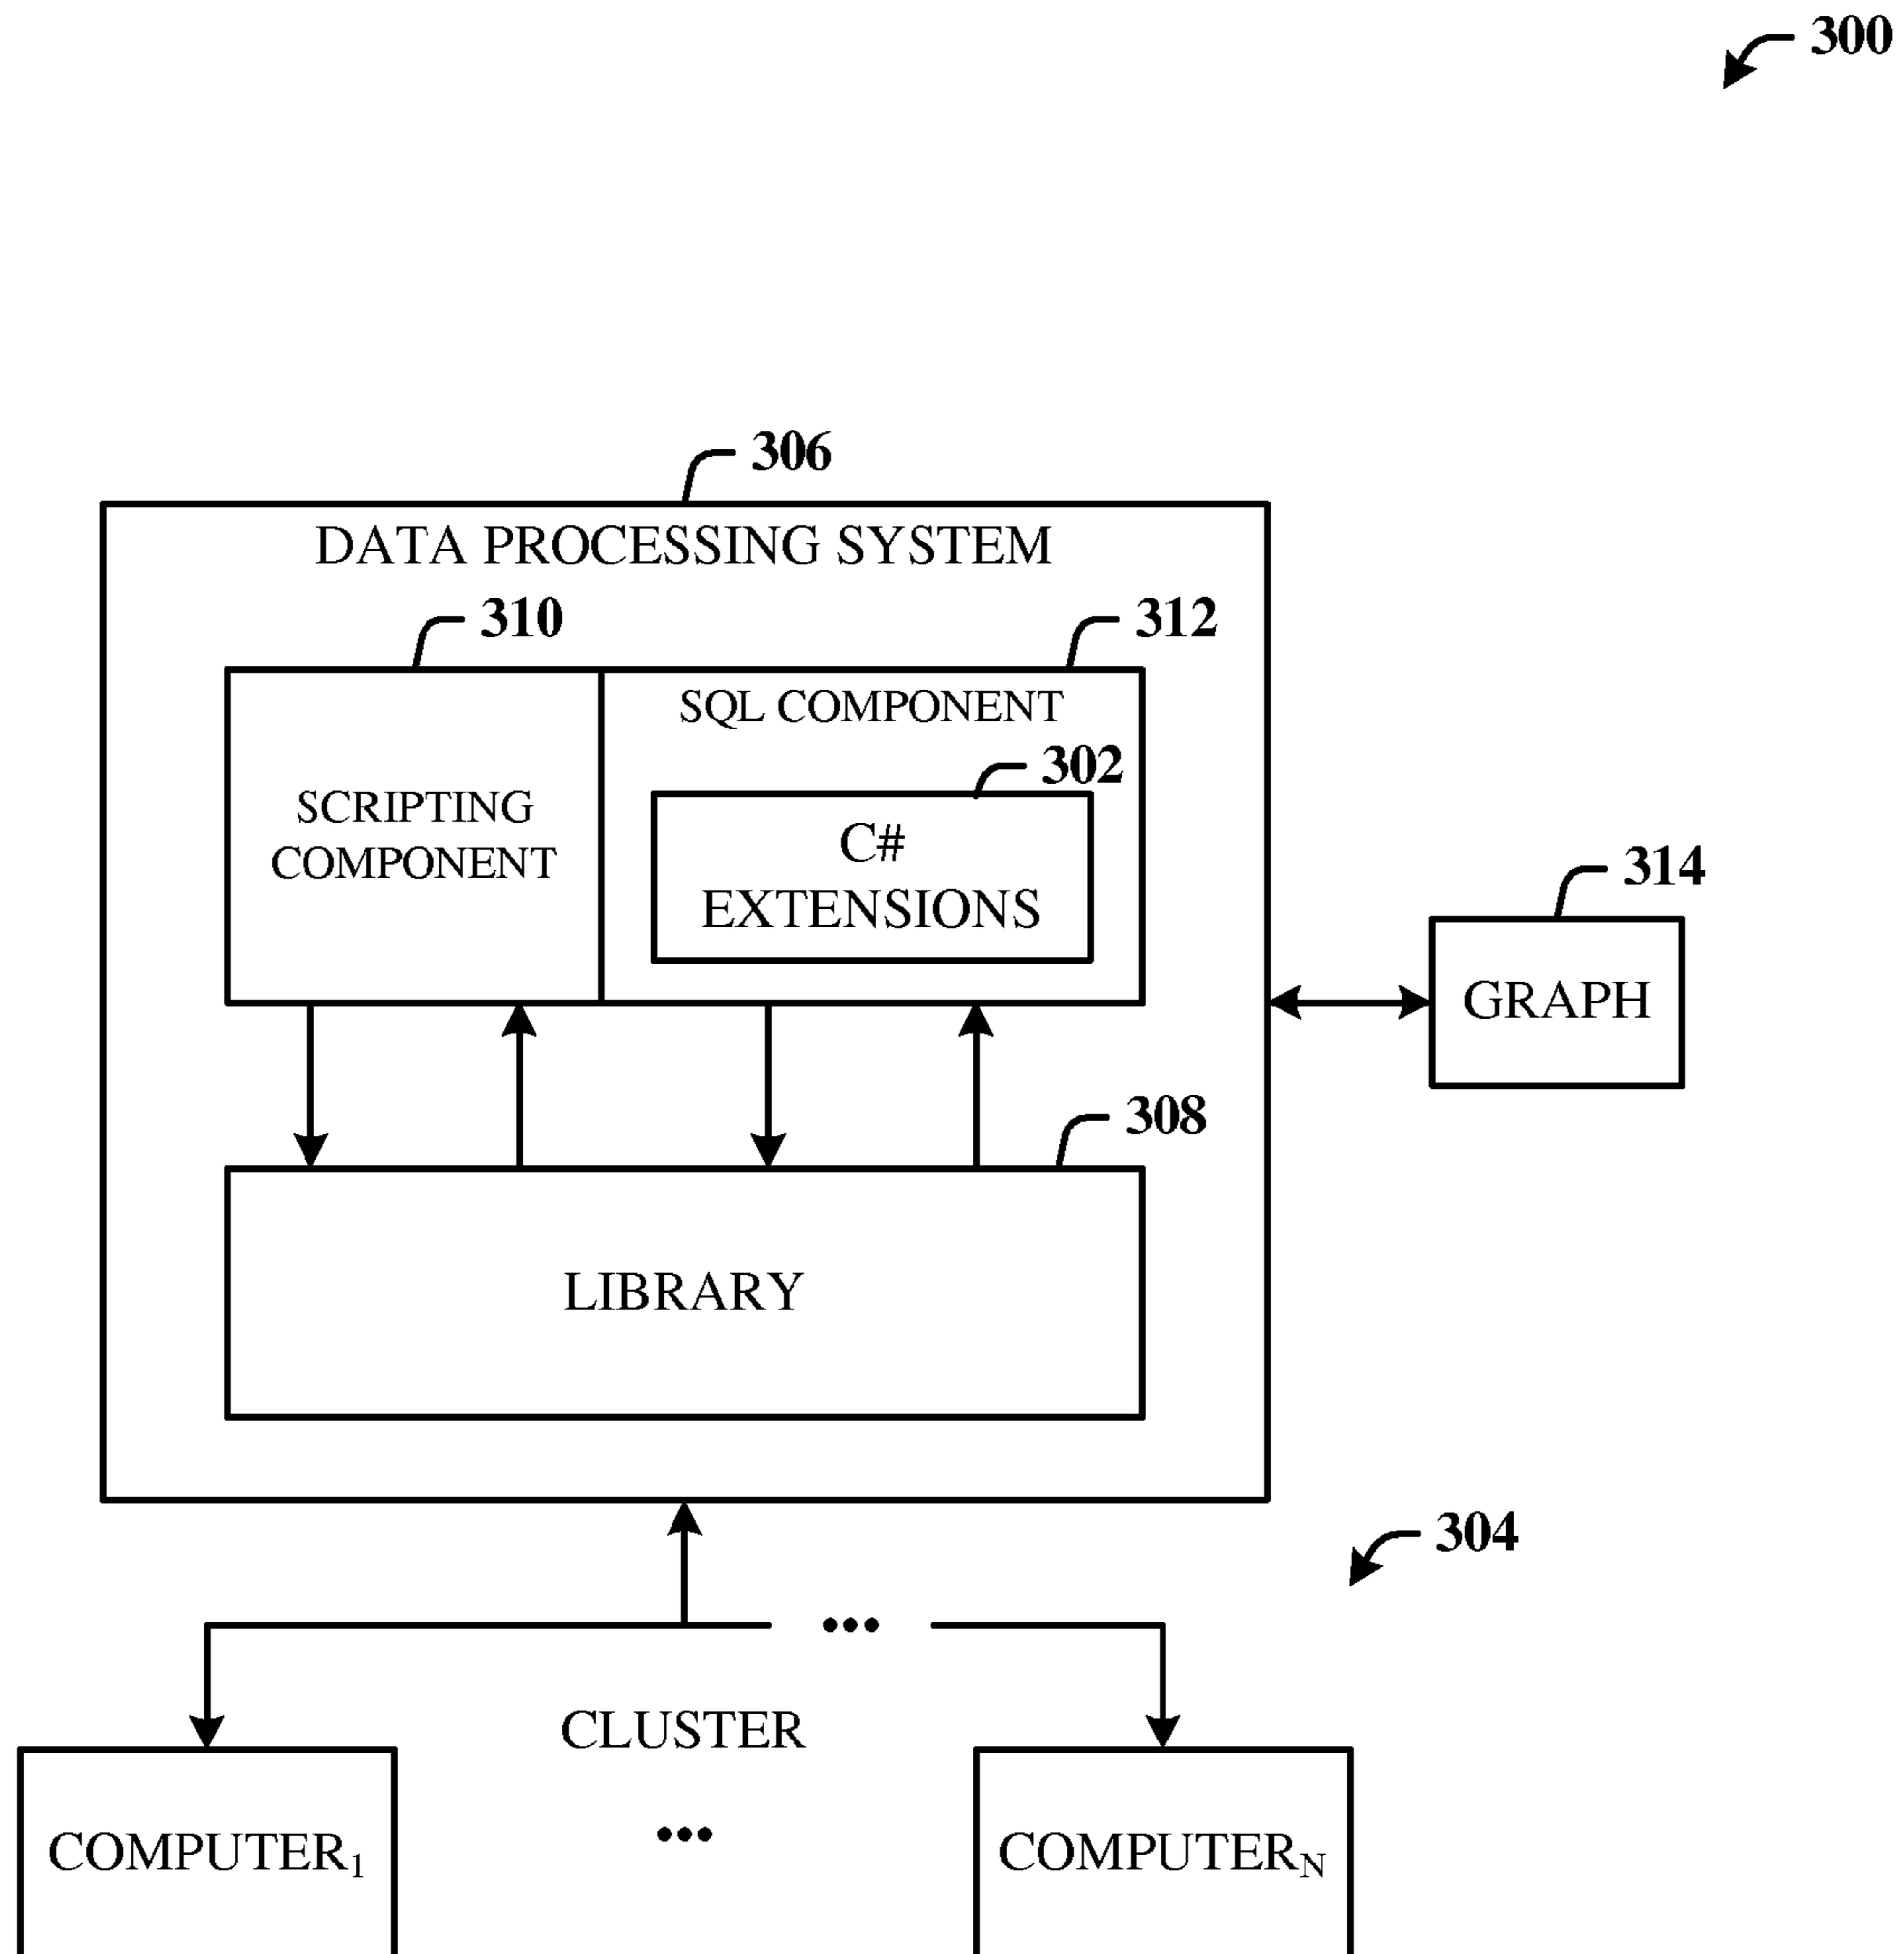 300
306
DATA PROCESSING SYSTEM
310
312
SQL COMPONENT
302
SCRIPTING
COMPONENT
C#
EXTENSIONS
314
GRAPH
308
LIBRARY
304
CLUSTER
COMPUTER₁
COMPUTER_N